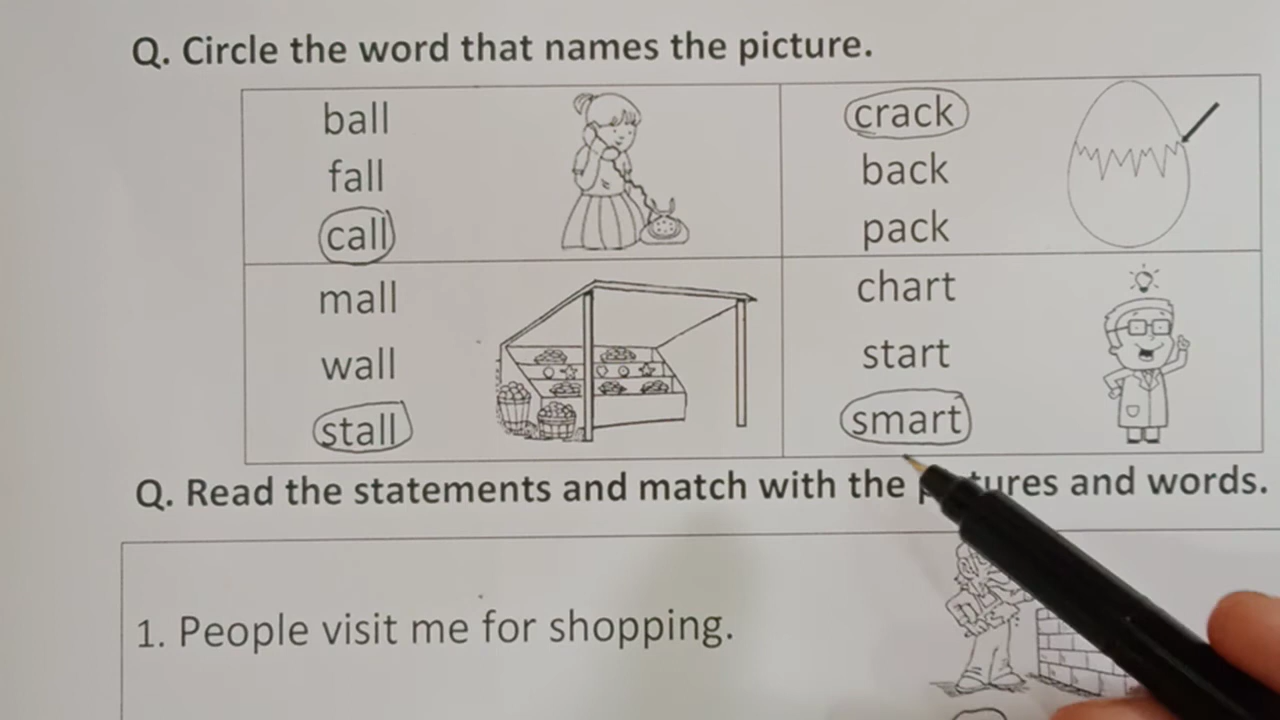 Q. Circle the word that names the picture.
ball
fall
call
crack
back
pack
mall
wall
stall
chart
start
smart
Q. Read the statements and match with the pictures and words.
1. People visit me for shopping.